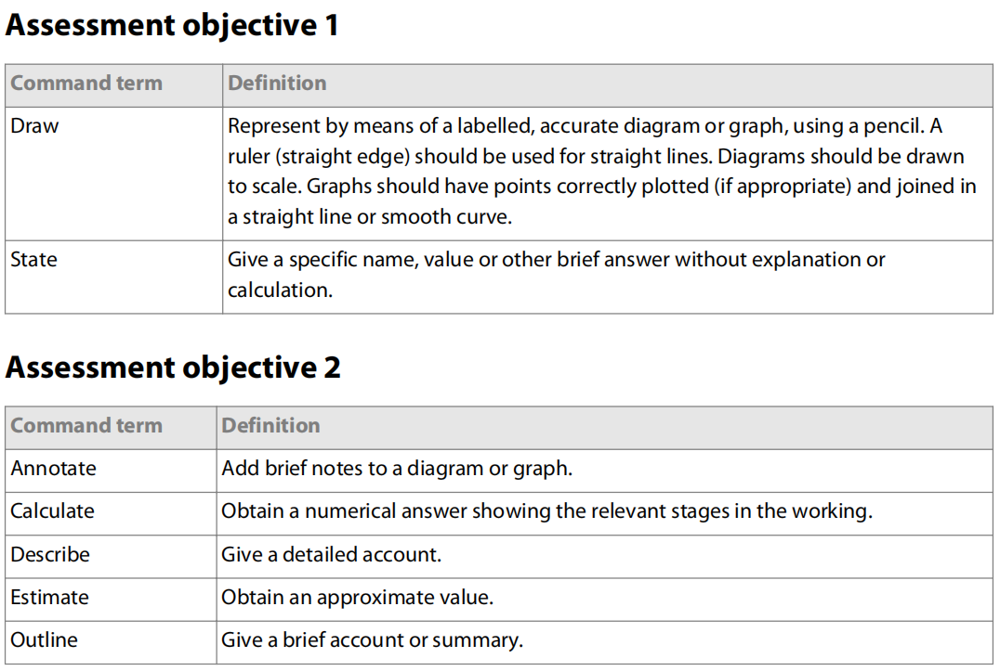 Assessment objective 1
Command term Definition
Draw Represent by means of a labelled, accurate diagram or graph, using a pencil. A
ruler (straight edge) should be used for straight lines. Diagrams should be drawn
to scale. Graphs should have points correctly plotted (if appropriate) and joined in
a straight line or smooth curve.
State Give a specific name, value or other brief answer without explanation or
calculation.
Assessment objective 2
Command term Definition
Annotate Add brief notes to a diagram or graph.
Calculate Obtain a numerical answer showing the relevant stages in the working.
Describe Give a detailed account.
Estimate Obtain an approximate value.
Outline Give a brief account or summary.